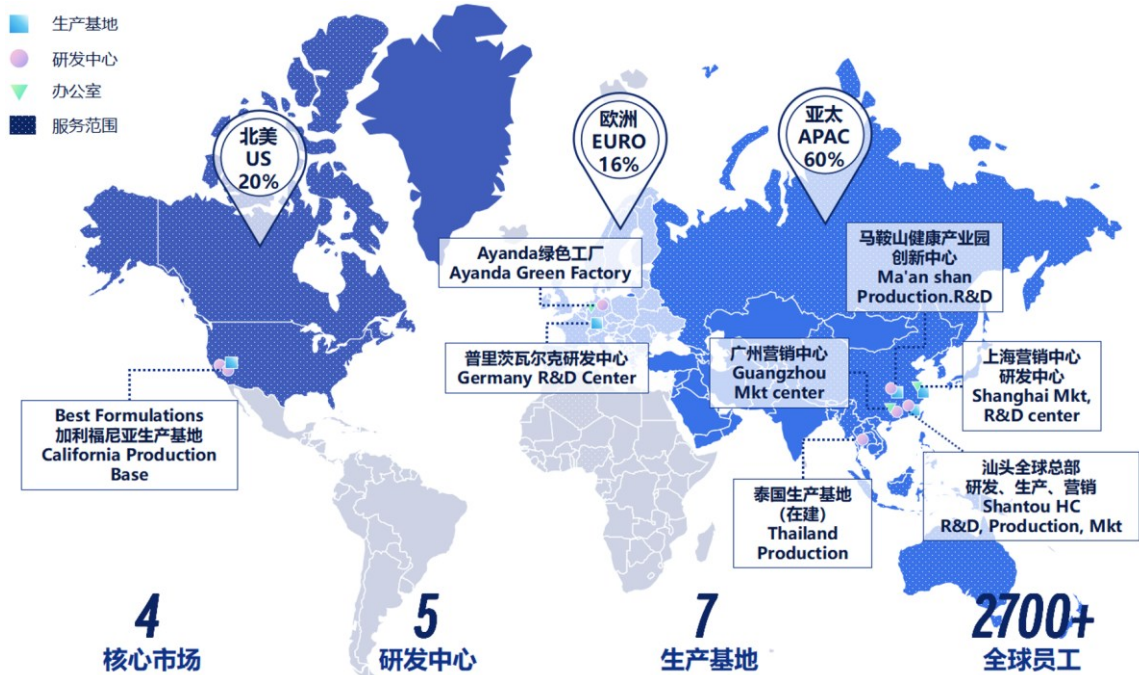 生产基地
研发中心
办公室
服务范围
北美
US
20%
欧洲
EURO
16%
亚太
APAC
60%
Ayanda绿色工厂
Ayanda Green Factory
马鞍山健康产业园
创新中心
Ma'an shan
Production.R&D
普里茨瓦尔克研发中心
Germany R&D Center
广州营销中心
Guangzhou
Mkt center
上海营销中心
研发中心
Shanghai Mkt,
R&D center
Best Formulations
加利福尼亚生产基地
California Production
Base
泰国生产基地
（在建）
Thailand
Production
汕头全球总部
研发、生产、营销
Shantou HC
R&D, Production, Mkt
4
核心市场
5
研发中心
7
生产基地
2700+
全球员工